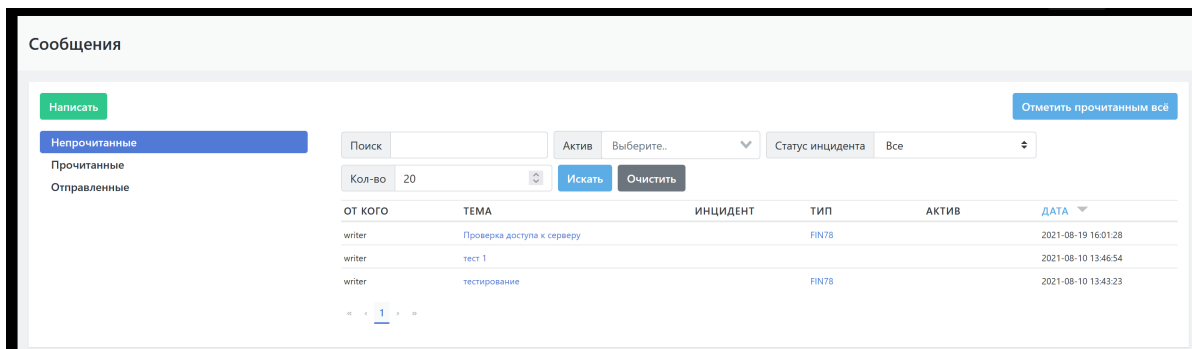 Сообщения
Написать
Отметить прочитанным всё
Непрочитанные
Прочитанные
Отправленные
Поиск Актив Выберите.. Статус инцидента Все
Кол-во 20 Искать Очистить
ОТ КОГО ТЕМА ИНЦИДЕНТ ТИП АКТИВ ДАТА
writer Проверка доступа к серверу FIN78 2021-08-19 16:01:28
writer тест 1 2021-08-10 13:46:54
writer тестирование FIN78 2021-08-10 13:43:23
« ‹ 1 › »